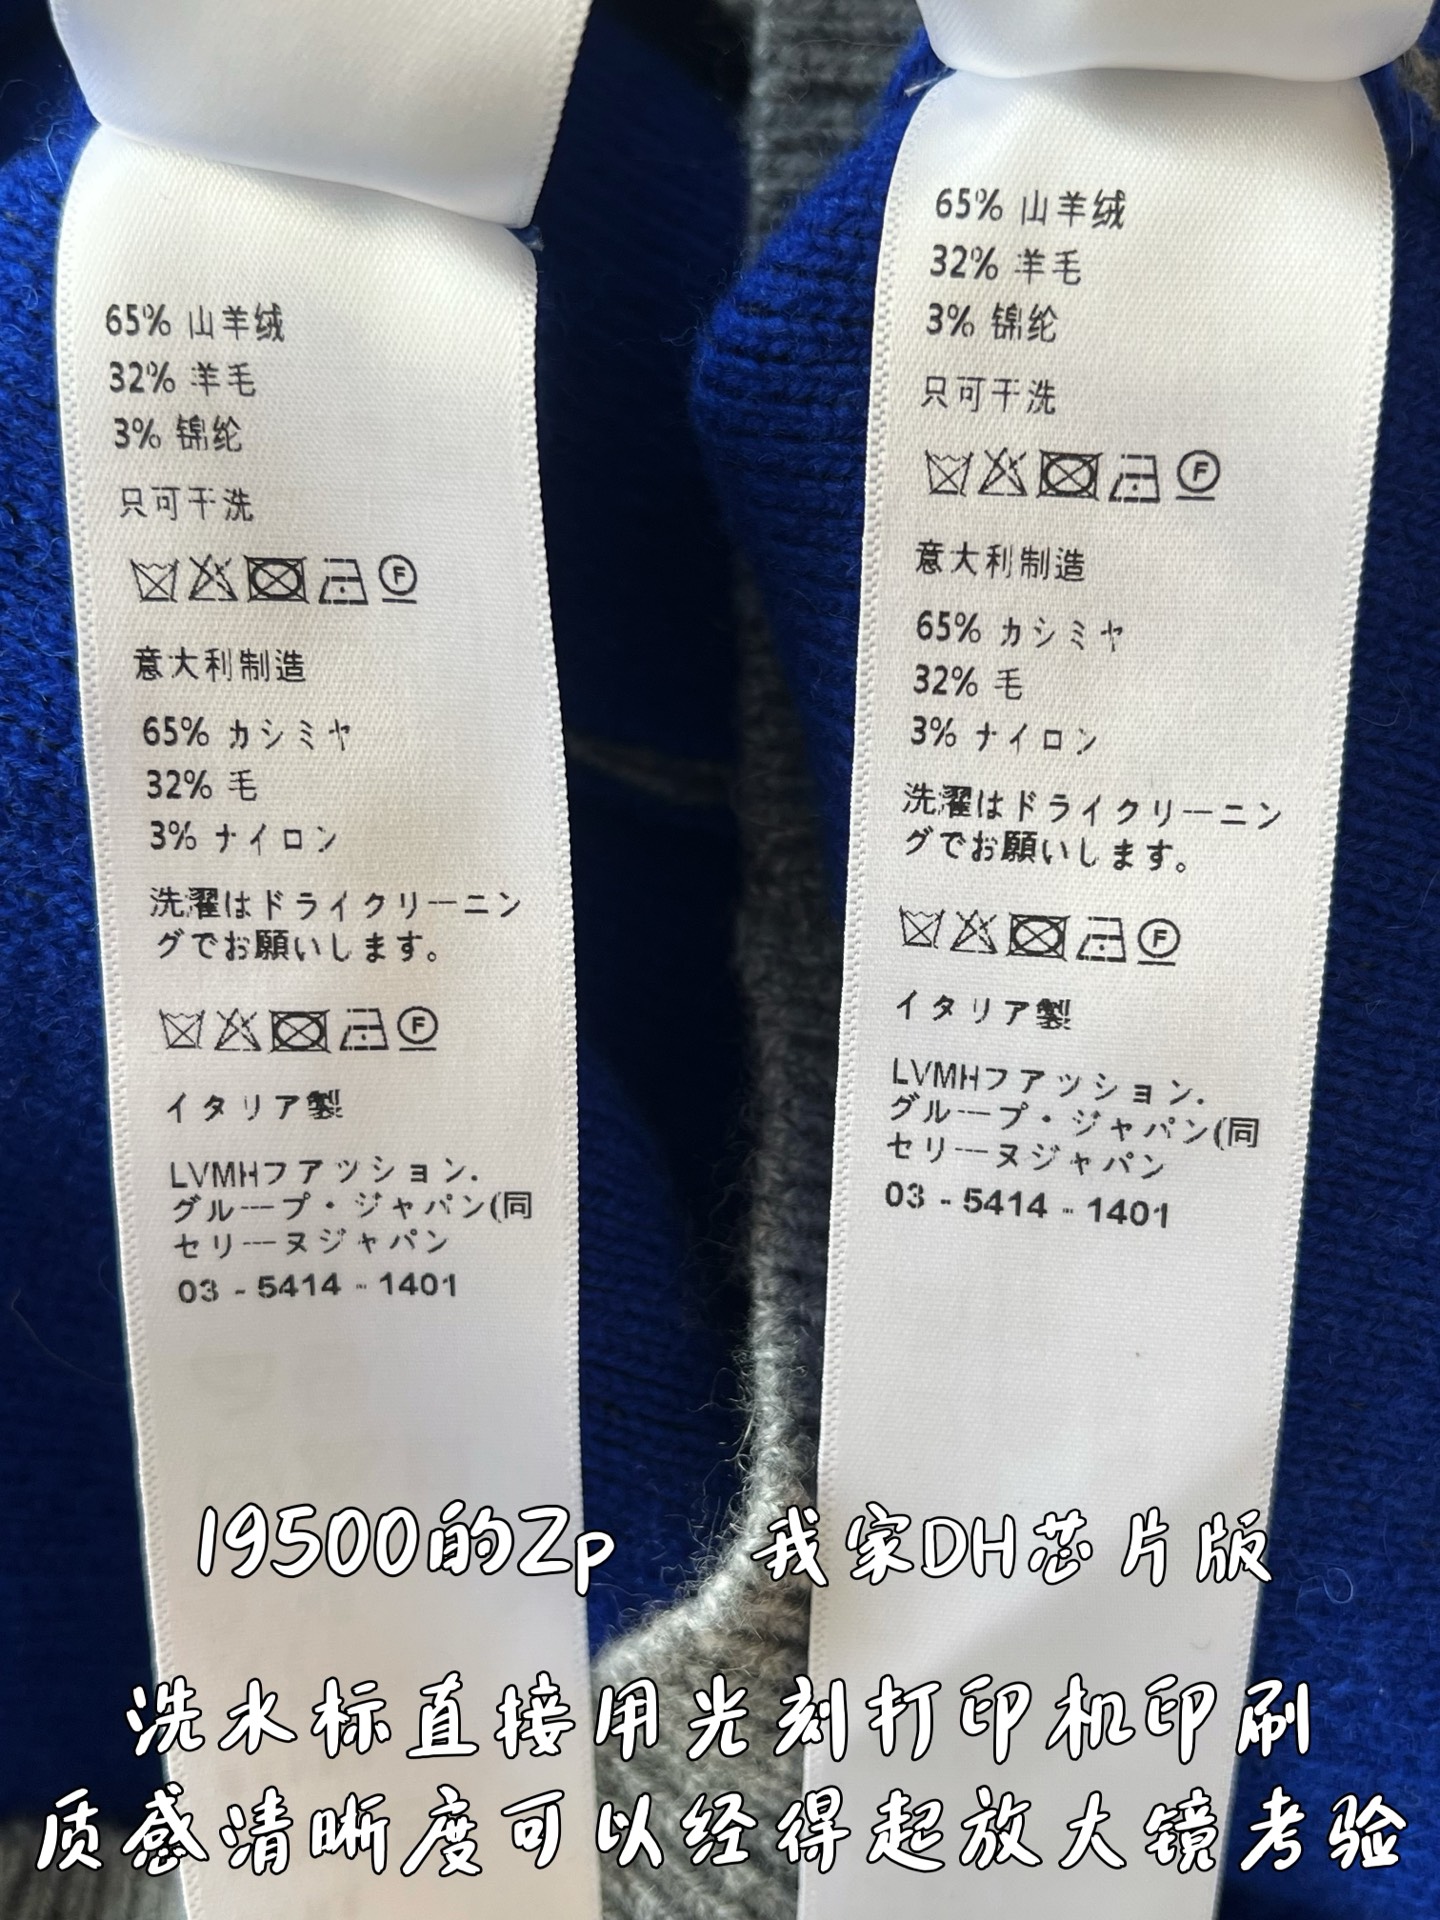 65% 山羊绒
32% 羊毛
3% 锦纶
只可干洗
F
意大利制造
65% カシミヤ
32% 毛
3% ナイロン
洗濯はドライクリーニン
グでお願いします。
F
イタリア製
LVMHファッション.
グループ・ジャパン(同
セリーヌジャパン
03 - 5414 - 1401
65% 山羊绒
32% 羊毛
3% 锦纶
只可干洗
F
意大利制造
65% カシミヤ
32% 毛
3% ナイロン
洗濯はドライクリーニン
グでお願いします。
F
イタリア製
LVMHファッション.
グループ・ジャパン(同
セリーヌジャパン
03 - 5414 - 1401
19500的Zp 我家DH芯片版
洗水标直接用光刻打印机印刷
质感清晰度可以经得起放大镜考验